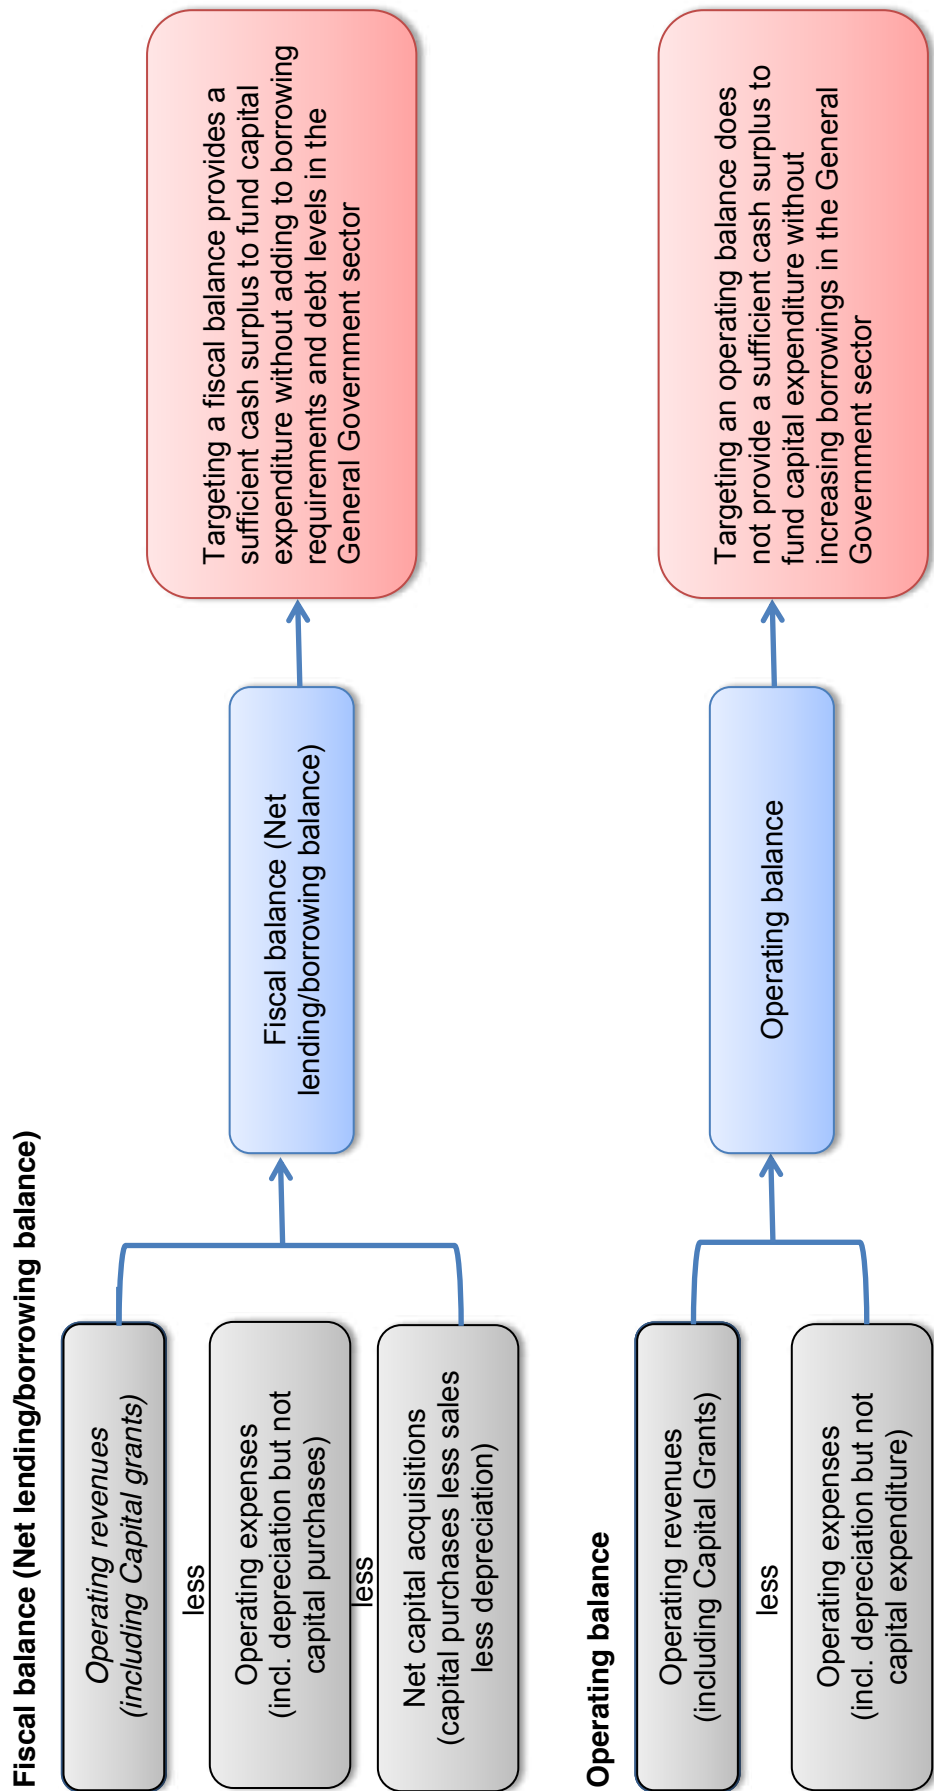 Fiscal balance (Net lending/borrowing balance)
Operating revenues
(including Capital grants)
less
Operating expenses
(incl. depreciation but not
capital purchases)
less
Net capital acquisitions
(capital purchases less sales
less depreciation)
Fiscal balance (Net
lending/borrowing balance)
Targeting a fiscal balance provides a
sufficient cash surplus to fund capital
expenditure without adding to borrowing
requirements and debt levels in the
General Government sector
Operating balance
Operating revenues
(including Capital Grants)
less
Operating expenses
(incl. depreciation but not
capital expenditure)
Operating balance
Targeting an operating balance does
not provide a sufficient cash surplus to
fund capital expenditure without
increasing borrowings in the General
Government sector